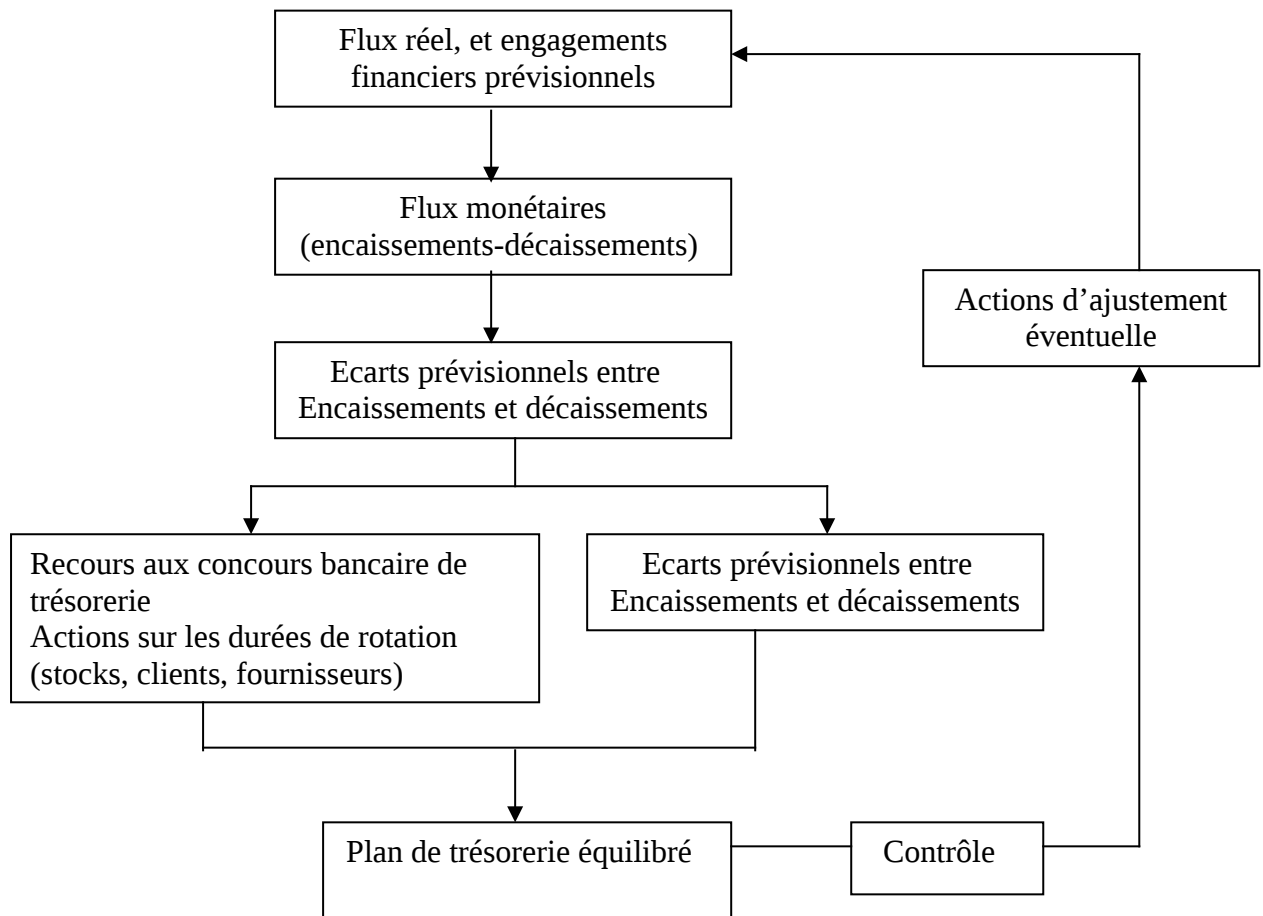 Flux réel, et engagements
financiers prévisionnels
Flux monétaires
(encaissements-décaissements)
Actions d’ajustement
éventuelle
Ecarts prévisionnels entre
Encaissements et décaissements
Recours aux concours bancaire de
trésorerie
Actions sur les durées de rotation
(stocks, clients, fournisseurs)
Ecarts prévisionnels entre
Encaissements et décaissements
Plan de trésorerie équilibré
Contrôle